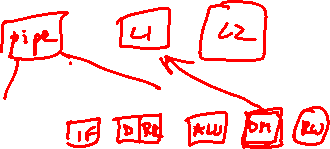 pipe L1 L2
IF D RR ALU DM RW